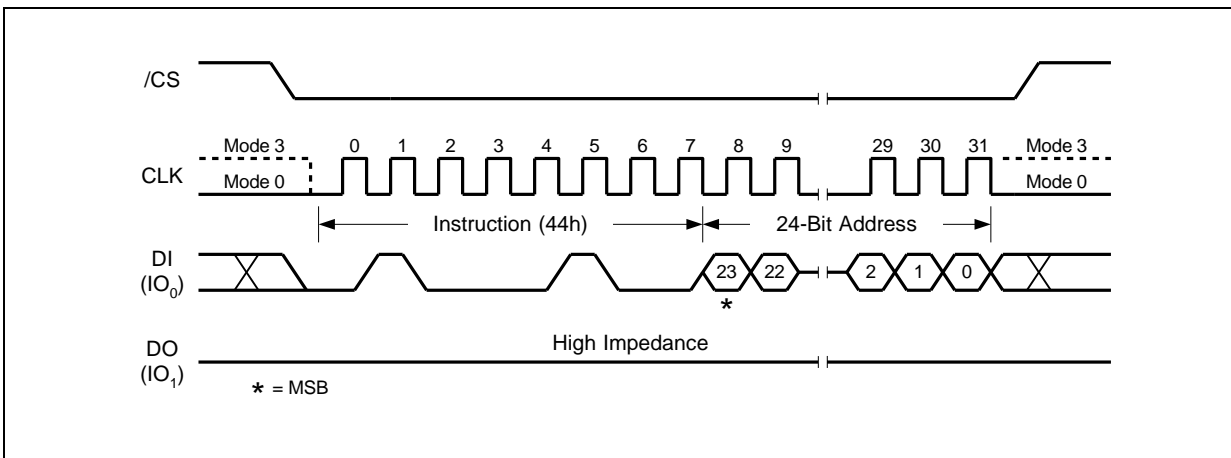 /CS
Mode 3 0 1 2 3 4 5 6 7 8 9 29 30 31 Mode 3
CLK
Mode 0 Mode 0
Instruction (44h) 24-Bit Address
DI
(IO0)
23 22 2 1 0
*
High Impedance
DO
(IO1)
* = MSB